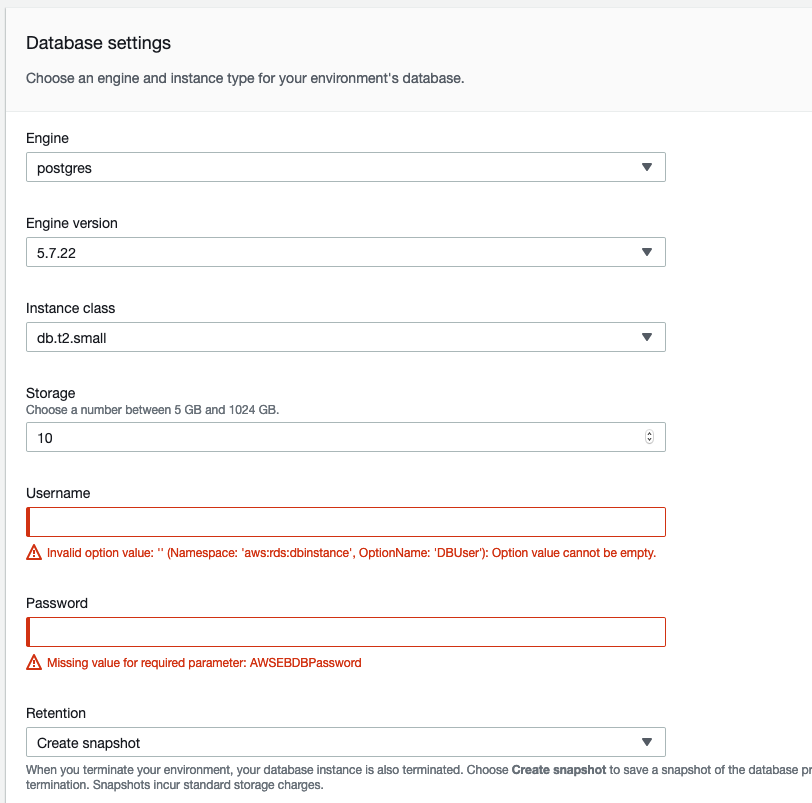 Database settings
Choose an engine and instance type for your environment's database.
Engine
postgres
Engine version
5.7.22
Instance class
db.t2.small
Storage
Choose a number between 5 GB and 1024 GB.
10
Username
Invalid option value: '' (Namespace: 'aws:rds:dbinstance', OptionName: 'DBUser'): Option value cannot be empty.
Password
Missing value for required parameter: AWSEBDBPassword
Retention
Create snapshot
When you terminate your environment, your database instance is also terminated. Choose Create snapshot to save a snapshot of the database pr
termination. Snapshots incur standard storage charges.